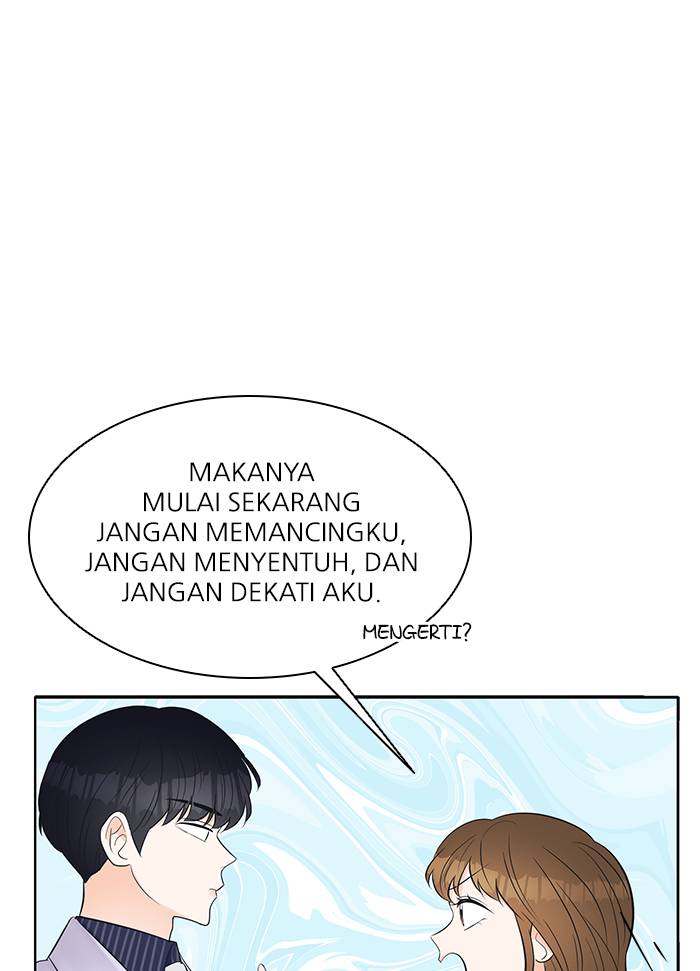 MAKANYA
MULAI SEKARANG
JANGAN MEMANCINGKU,
JANGAN MENYENTUH, DAN
JANGAN DEKATI AKU.
MENGERTI?